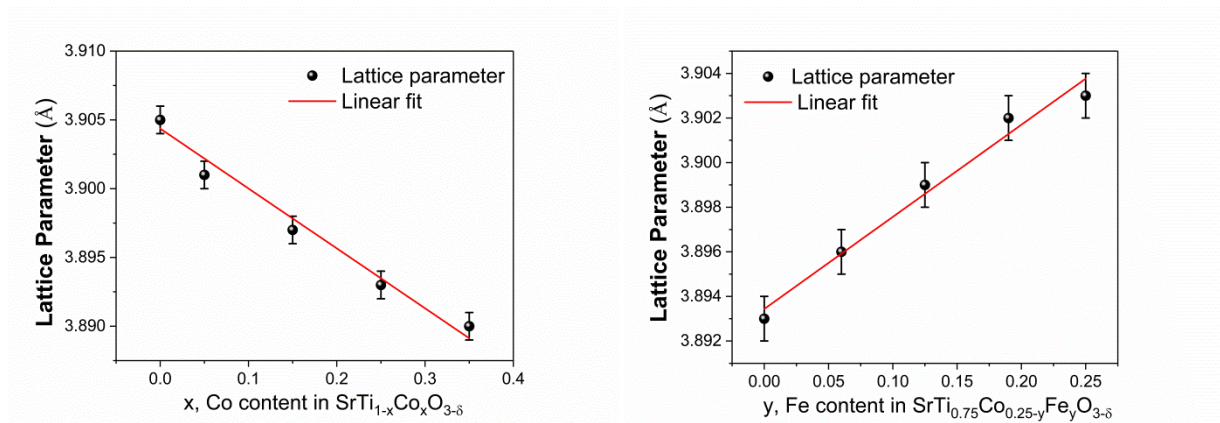 3.910
3.905
3.900
3.895
3.890
Lattice Parameter (Å)
Lattice parameter
Linear fit
0.0 0.1 0.2 0.3 0.4
x, Co content in SrTi₁₋ₓCoₓO₃₋δ
3.904
3.902
3.900
3.898
3.896
3.894
3.892
Lattice Parameter (Å)
Lattice parameter
Linear fit
0.00 0.05 0.10 0.15 0.20 0.25
y, Fe content in SrTi₀.₇₅Co₀.₂₅₋yFeyO₃₋δ